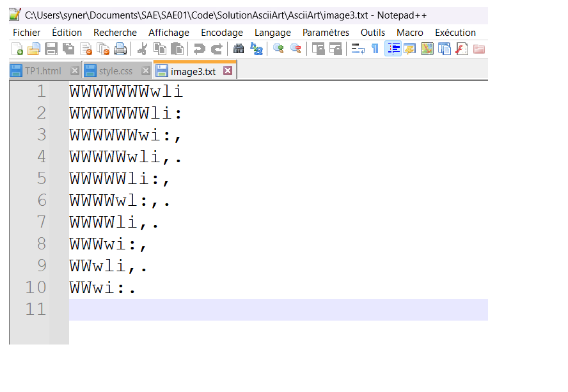 C:\Users\syner\Documents\SAE\SAE01\Code\SolutionAsciiArt\AsciiArt\image3.txt - Notepad++
Fichier Édition Recherche Affichage Encodage Langage Paramètres Outils Macro Exécution
TP1.html style.css image3.txt
1 WWWWWWWwli
2 WWWWWWWli:
3 WWWWWWwi:,
4 WWWWWwli,.
5 WWWWWli:,
6 WWWWwl:,.
7 WWWWli,.
8 WWWwi:,
9 WWwli,.
10 WWwi:.
11